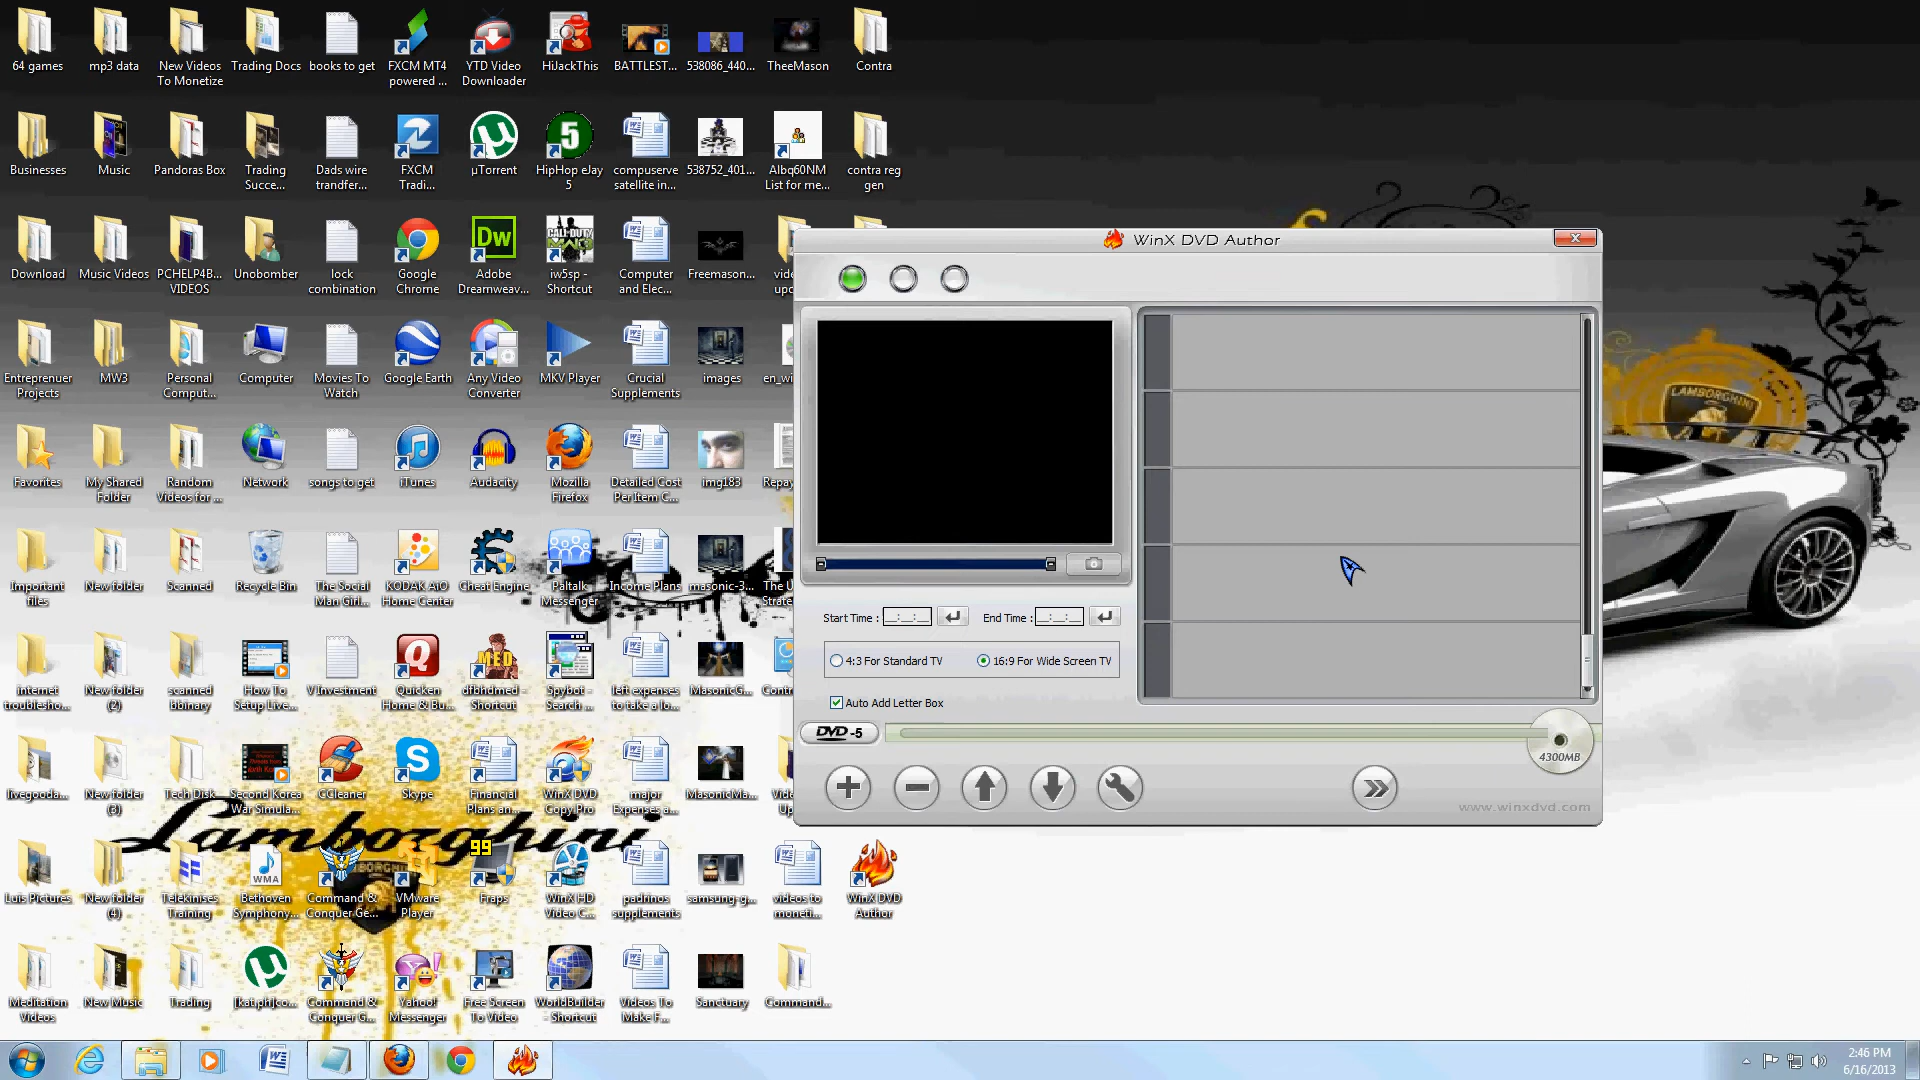 64 games
mp3 data
New Videos
To Monetize
Trading Docs
books to get
FXCM MT4
powered ...
YTD Video
Downloader
HiJackThis
BATTLEST...
538086_440...
TheeMason
Contra
Businesses
Music
Pandoras Box
Trading
Succe...
Dads wire
transfer...
FXCM
Tradi...
µTorrent
HipHop eJay
5
compuserve
satellite in...
538752_401...
Albq60NM
List for me...
contra reg
gen
Download
Music Videos
PCHELP4B...
VIDEOS
Unobomber
lock
combination
Google
Chrome
Adobe
Dreamweav...
iw5sp -
Shortcut
Computer
and Elec...
Freemason...
Entreprenuer
Projects
MW3
Personal
Comput...
Computer
Movies To
Watch
Google Earth
Any Video
Converter
MKV Player
Crucial
Supplements
images
Favorites
My Shared
Folder
Random
Videos for ...
Network
songs to get
iTunes
Audacity
Mozilla
Firefox
Detailed Cost
Per Item C...
img183
Important
files
New folder
Scanned
Recycle Bin
The Social
Man Girl...
KODAK AiO
Home Center
Cheat Engine
Paltalk
Messenger
Income Plans
masonic-3...
internet
troublesho...
New folder
(2)
scanned
bbinary
How To
Setup Live...
VInvestment
Quicken
Home & Bu...
dfbhdmed -
Shortcut
Spybot -
Search ...
left expenses
to take a lo...
MasonicG...
livegooda...
New folder
(3)
Tech Disk
Second Korea
War Simula...
CCleaner
Skype
Financial
Plans an...
WinX DVD
Copy Pro
major
Expenses a...
MasonicMa...
Luis Pictures
New folder
(4)
Telekinises
Training
Bethoven
Symphony...
Command &
Conquer Ge...
VMware
Player
Fraps
WinX HD
Video C...
padrinos
supplements
samsung-g...
videos to
moneti...
WinX DVD
Author
Meditation
Videos
New Music
Trading
[kat.ph]co...
Command &
Conquer G...
Yahoo!
Messenger
Free Screen
To Video
WorldBuilder
- Shortcut
Videos To
Make F...
Sanctuary
Command...
WinX DVD Author
Start Time :
End Time :
4:3 For Standard TV
16:9 For Wide Screen TV
Auto Add Letter Box
DVD-5
4300MB
www.winxdvd.com
LAMBORGHINI
Lamborghini
2:46 PM
6/16/2013